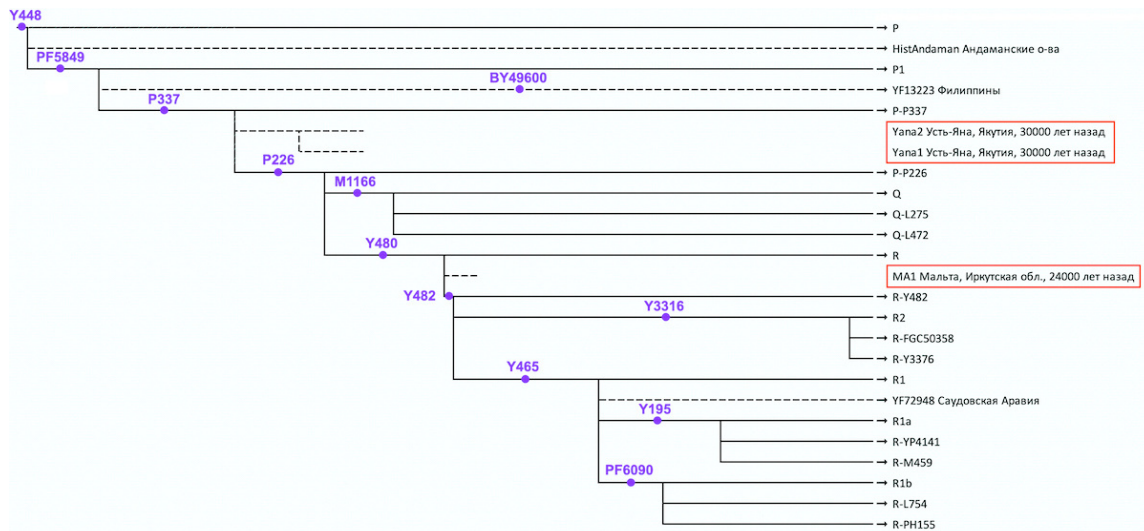 Y448
→ P
→ HistAndaman Андаманские о-ва
PF5849
→ P1
BY49600
→ YF13223 Филиппины
P337
→ P-P337
Yana2 Усть-Яна, Якутия, 30000 лет назад
Yana1 Усть-Яна, Якутия, 30000 лет назад
P226
→ P-P226
M1166
→ Q
→ Q-L275
→ Q-L472
Y480
→ R
MA1 Мальта, Иркутская обл., 24000 лет назад
Y482
→ R-Y482
Y3316
→ R2
→ R-FGC50358
→ R-Y3376
Y465
→ R1
→ YF72948 Саудовская Аравия
Y195
→ R1a
→ R-YP4141
→ R-M459
PF6090
→ R1b
→ R-L754
→ R-PH155